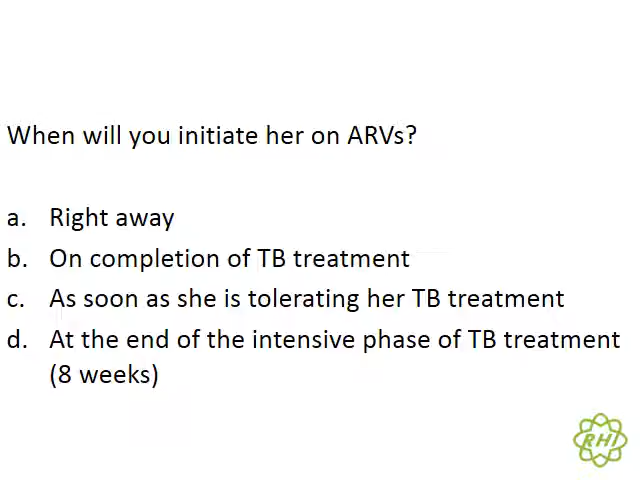 When will you initiate her on ARVs?
a. Right away
b. On completion of TB treatment
c. As soon as she is tolerating her TB treatment
d. At the end of the intensive phase of TB treatment
(8 weeks)
RHI